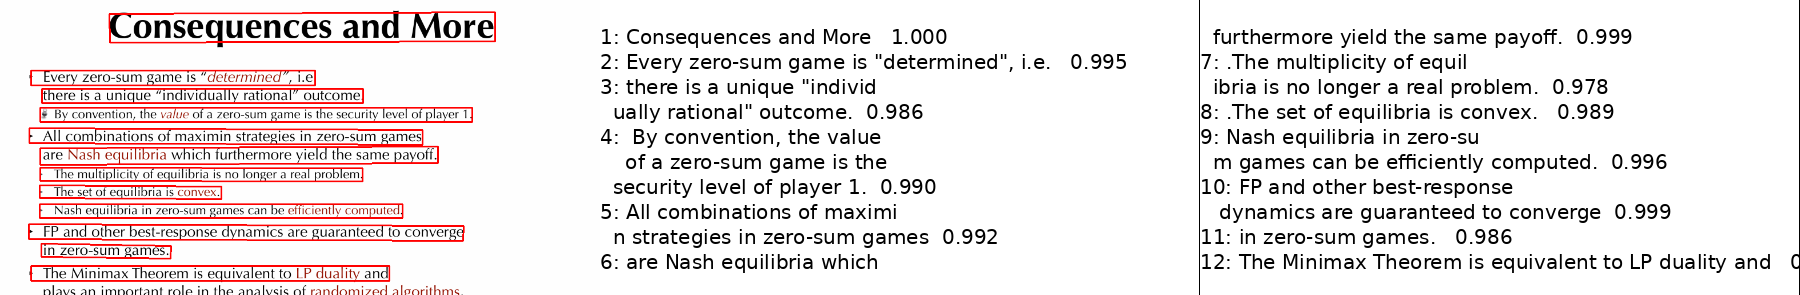 Consequences and More
Every zero-sum game is “determined”, i.e
there is a unique “individually rational” outcome.
By convention, the value of a zero-sum game is the security level of player 1.
All combinations of maximin strategies in zero-sum games
are Nash equilibria which furthermore yield the same payoff.
The multiplicity of equilibria is no longer a real problem.
The set of equilibria is convex.
Nash equilibria in zero-sum games can be efficiently computed.
FP and other best-response dynamics are guaranteed to converge
in zero-sum games.
The Minimax Theorem is equivalent to LP duality and
plays an important role in the analysis of randomized algorithms.
1: Consequences and More 1.000
2: Every zero-sum game is "determined", i.e. 0.995
3: there is a unique "individ
ually rational" outcome. 0.986
4: By convention, the value
of a zero-sum game is the
security level of player 1. 0.990
5: All combinations of maximi
n strategies in zero-sum games 0.992
6: are Nash equilibria which
furthermore yield the same payoff. 0.999
7: .The multiplicity of equil
ibria is no longer a real problem. 0.978
8: .The set of equilibria is convex. 0.989
9: Nash equilibria in zero-su
m games can be efficiently computed. 0.996
10: FP and other best-response
dynamics are guaranteed to converge 0.999
11: in zero-sum games. 0.986
12: The Minimax Theorem is equivalent to LP duality and